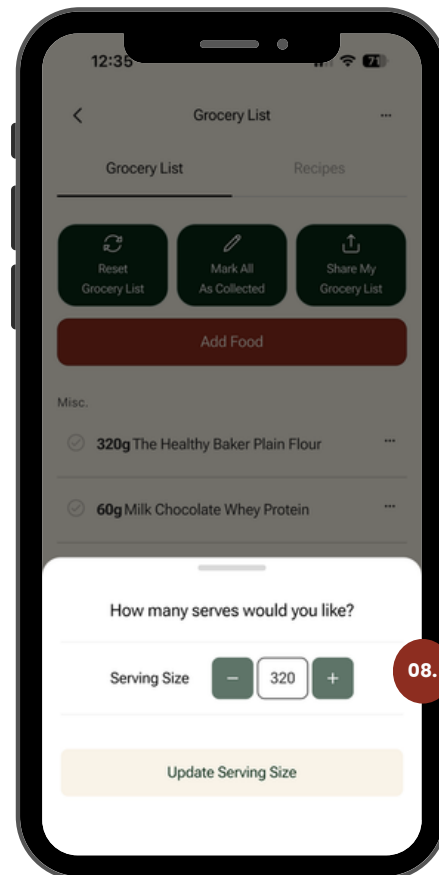 12:35
71
Grocery List
Grocery List
Recipes
Reset
Grocery List
Mark All
As Collected
Share My
Grocery List
Add Food
Misc.
320g The Healthy Baker Plain Flour
60g Milk Chocolate Whey Protein
How many serves would you like?
Serving Size
320
08.
Update Serving Size